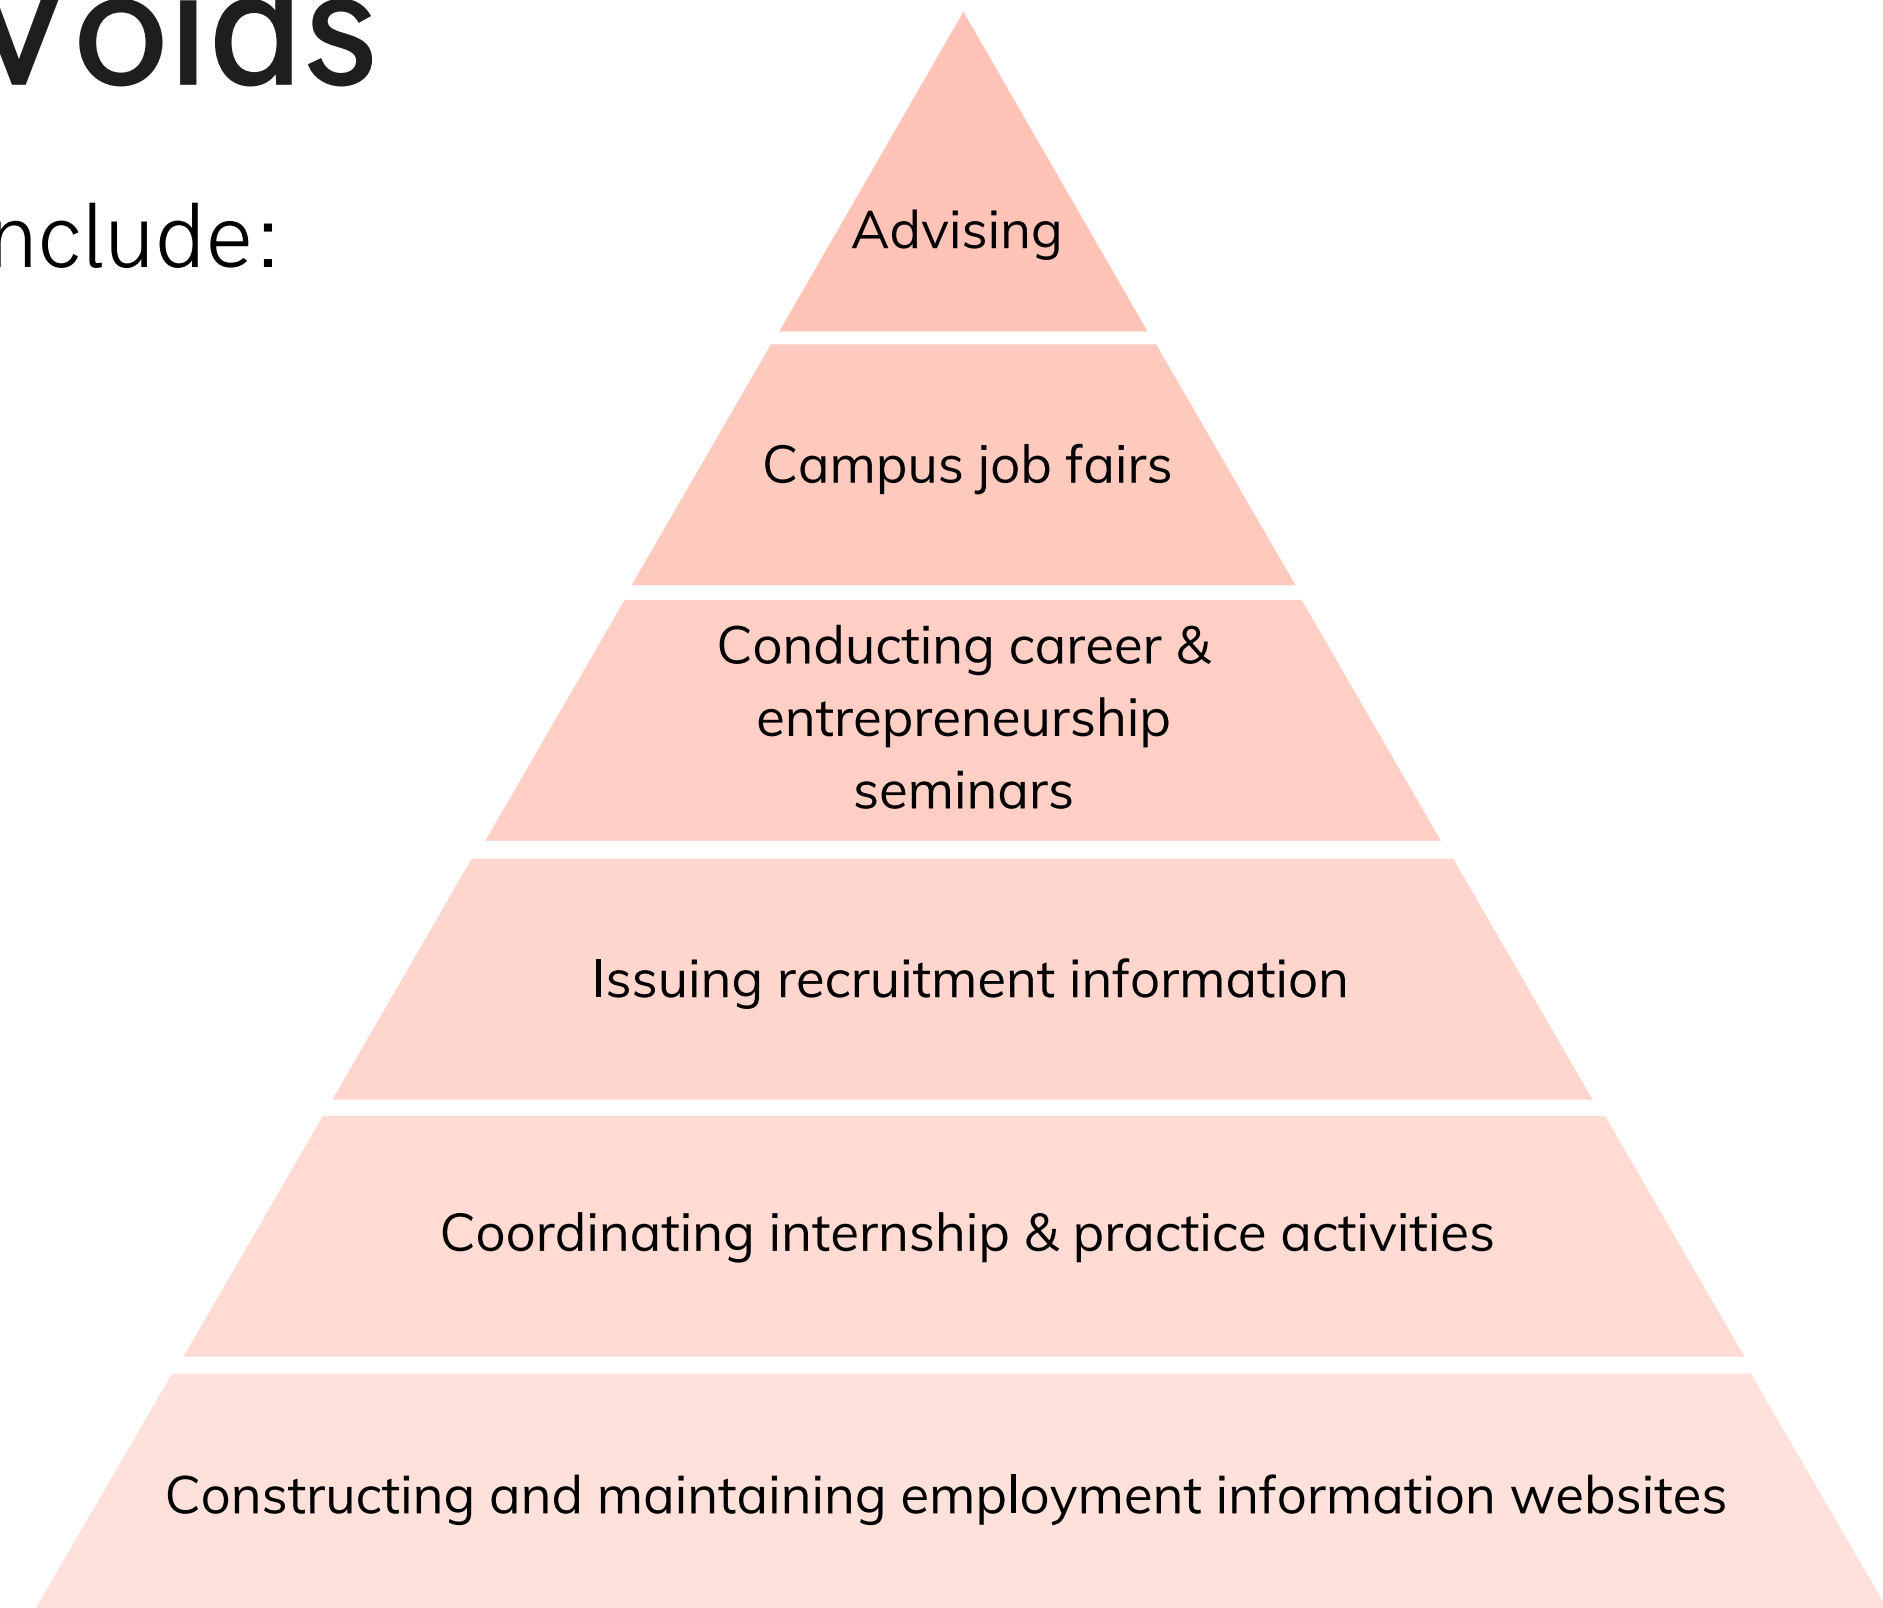 Voids
nclude:
Advising
Campus job fairs
Conducting career &
entrepreneurship
seminars
Issuing recruitment information
Coordinating internship & practice activities
Constructing and maintaining employment information websites